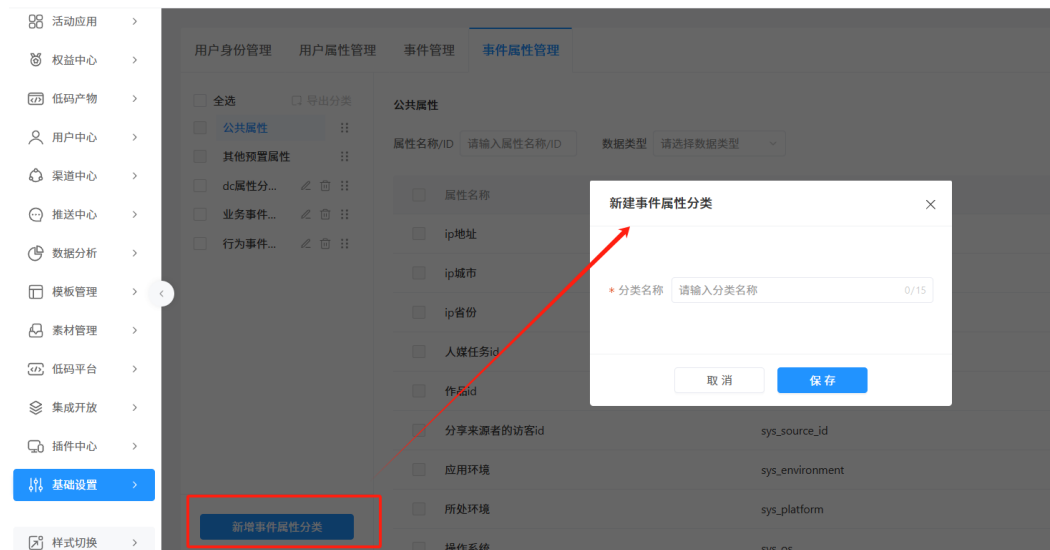 活动应用
权益中心
低码产物
用户中心
渠道中心
推送中心
数据分析
模板管理
素材管理
低码平台
集成开放
插件中心
基础设置
样式切换
用户身份管理 用户属性管理 事件管理 事件属性管理
全选 导出分类
公共属性
其他预置属性
dc属性分...
业务事件...
行为事件...
新增事件属性分类
公共属性
属性名称/ID 请输入属性名称/ID 数据类型 请选择数据类型
属性名称
ip地址
ip城市
ip省份
人媒任务id
作品id
分享来源者的访客id sys_source_id
应用环境 sys_environment
所处环境 sys_platform
操作系统 sys_os
新建事件属性分类
* 分类名称 请输入分类名称 0/15
取 消 保 存